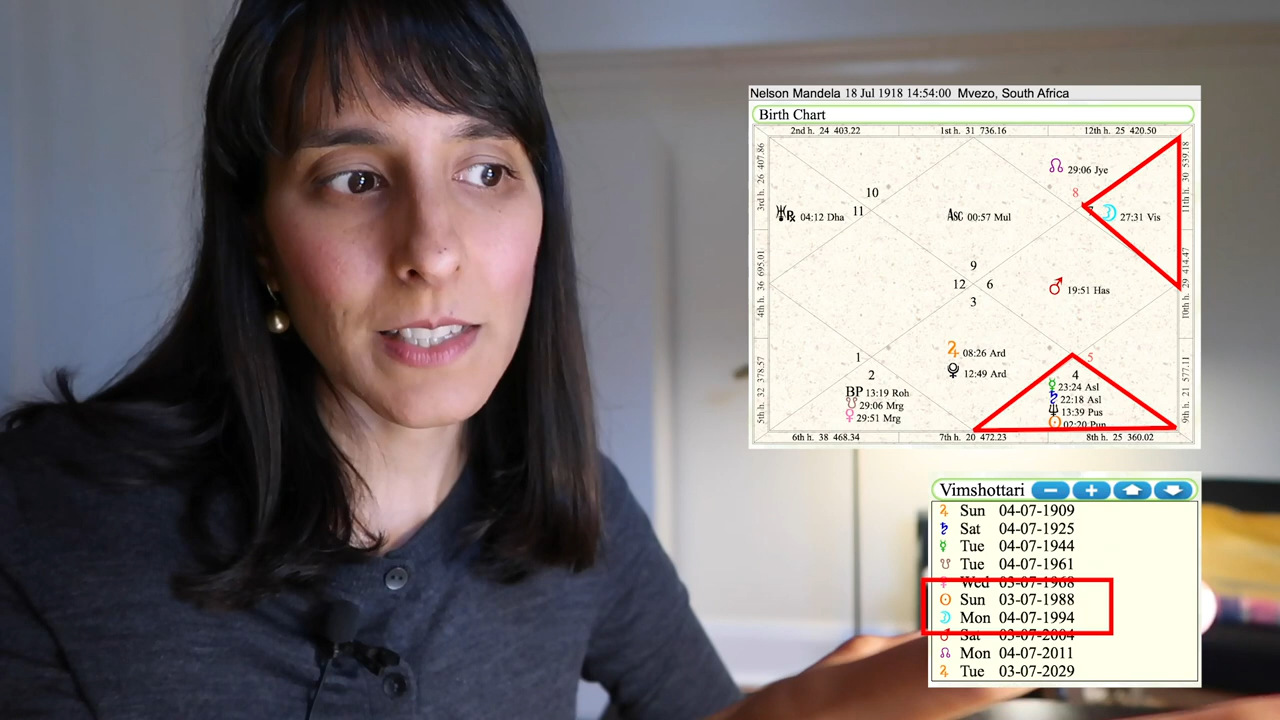 Nelson Mandela 18 Jul 1918 14:54:00 Mvezo, South Africa
Birth Chart
2nd h. 24 403.22
1st h. 31 736.16
12th h. 25 420.50
3rd h. 26 407.86
11th h. 30 539.18
29:06 Jye
10
8
11
04:12 Dha
Asc 00:57 Mul
27:31 Vis
9
12
6
3
19:51 Has
4th h. 36 695.01
10th h. 29 414.47
08:26 Ard
12:49 Ard
1
2
5
4
BP 13:19 Roh
29:06 Mrg
29:51 Mrg
23:24 Asl
22:18 Asl
13:39 Pus
02:20 Pun
5th h. 32 378.57
9th h. 21 577.11
6th h. 38 468.34
7th h. 20 472.23
8th h. 25 360.02
Vimshottari
Sun 04-07-1909
Sat 04-07-1925
Tue 04-07-1944
Tue 04-07-1961
Wed 03-07-1968
Sun 03-07-1988
Mon 04-07-1994
Sat 03-07-2004
Mon 04-07-2011
Tue 03-07-2029